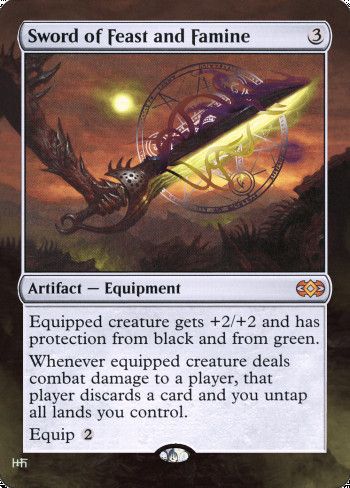 Sword of Feast and Famine 3
Artifact — Equipment
Equipped creature gets +2/+2 and has
protection from black and from green.
Whenever equipped creature deals
combat damage to a player, that
player discards a card and you untap
all lands you control.
Equip 2